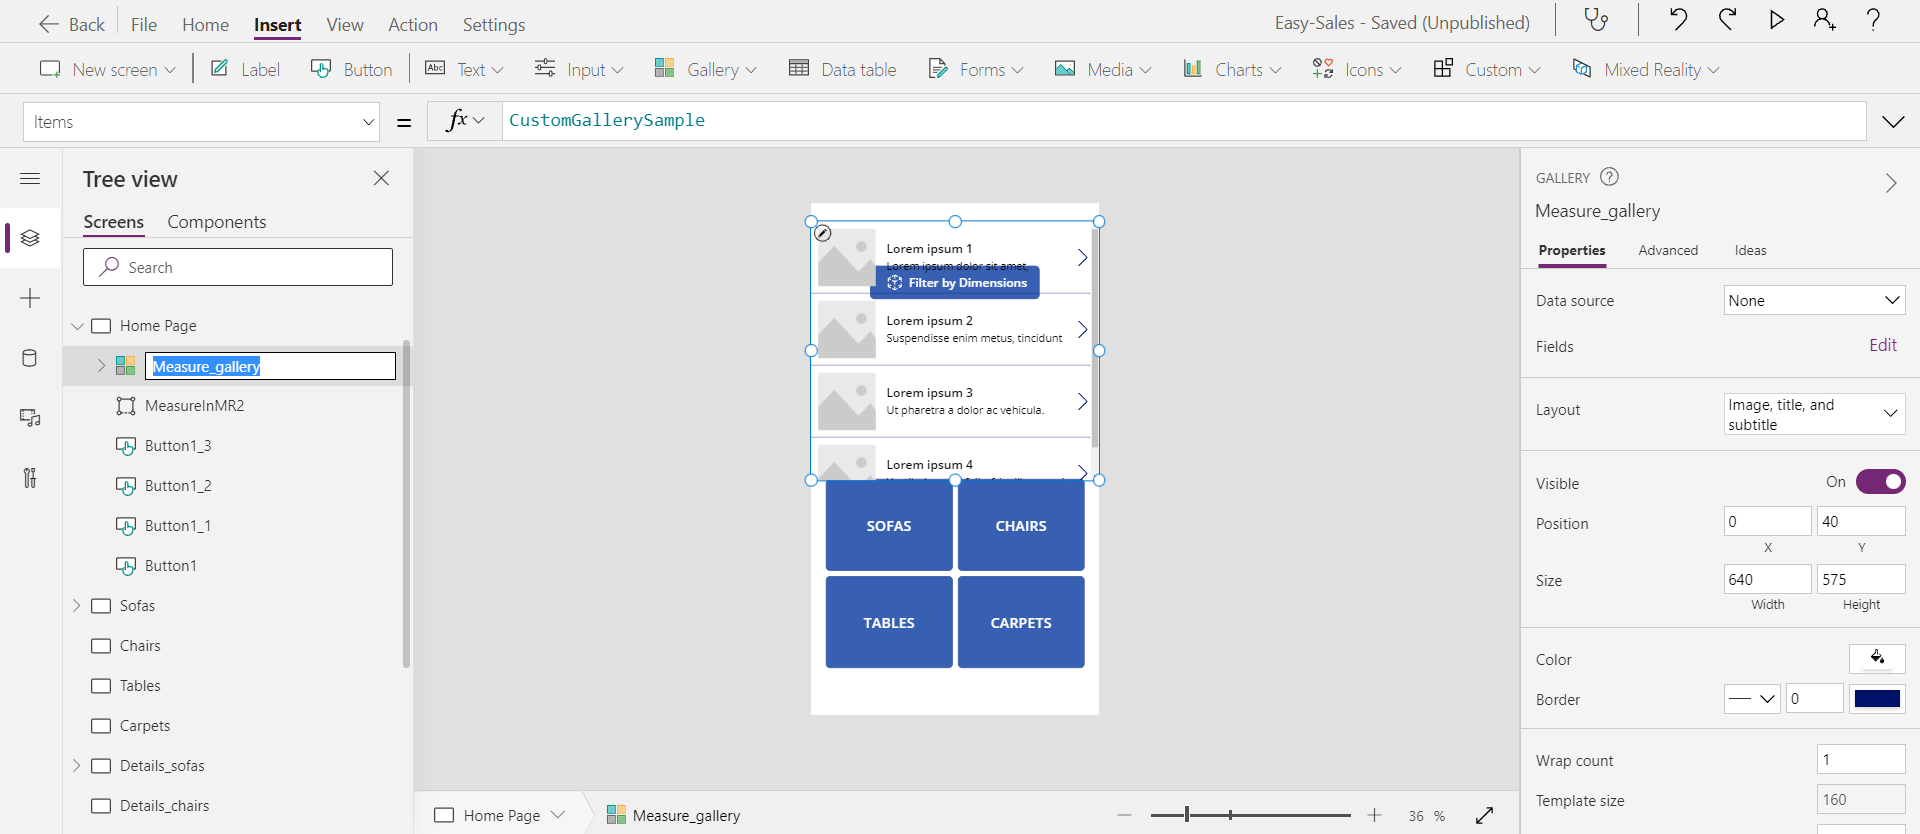 Back
File
Home
Insert
View
Action
Settings
Easy-Sales - Saved (Unpublished)
New screen
Label
Button
Abc
Text
Input
Gallery
Data table
Forms
Media
Charts
Icons
Custom
Mixed Reality
Items
=
fx
CustomGallerySample
Tree view
Screens
Components
Search
Home Page
Measure_gallery
MeasureInMR2
Button1_3
Button1_2
Button1_1
Button1
Sofas
Chairs
Tables
Carpets
Details_sofas
Details_chairs
Lorem ipsum 1
Lorem ipsum dolor sit amet,
Filter by Dimensions
Lorem ipsum 2
Suspendisse enim metus, tincidunt
Lorem ipsum 3
Ut pharetra a dolor ac vehicula.
Lorem ipsum 4
SOFAS
CHAIRS
TABLES
CARPETS
Home Page
Measure_gallery
36 %
GALLERY
Measure_gallery
Properties
Advanced
Ideas
Data source
None
Fields
Edit
Layout
Image, title, and
subtitle
Visible
On
Position
0
40
X
Y
Size
640
575
Width
Height
Color
Border
0
Wrap count
1
Template size
160